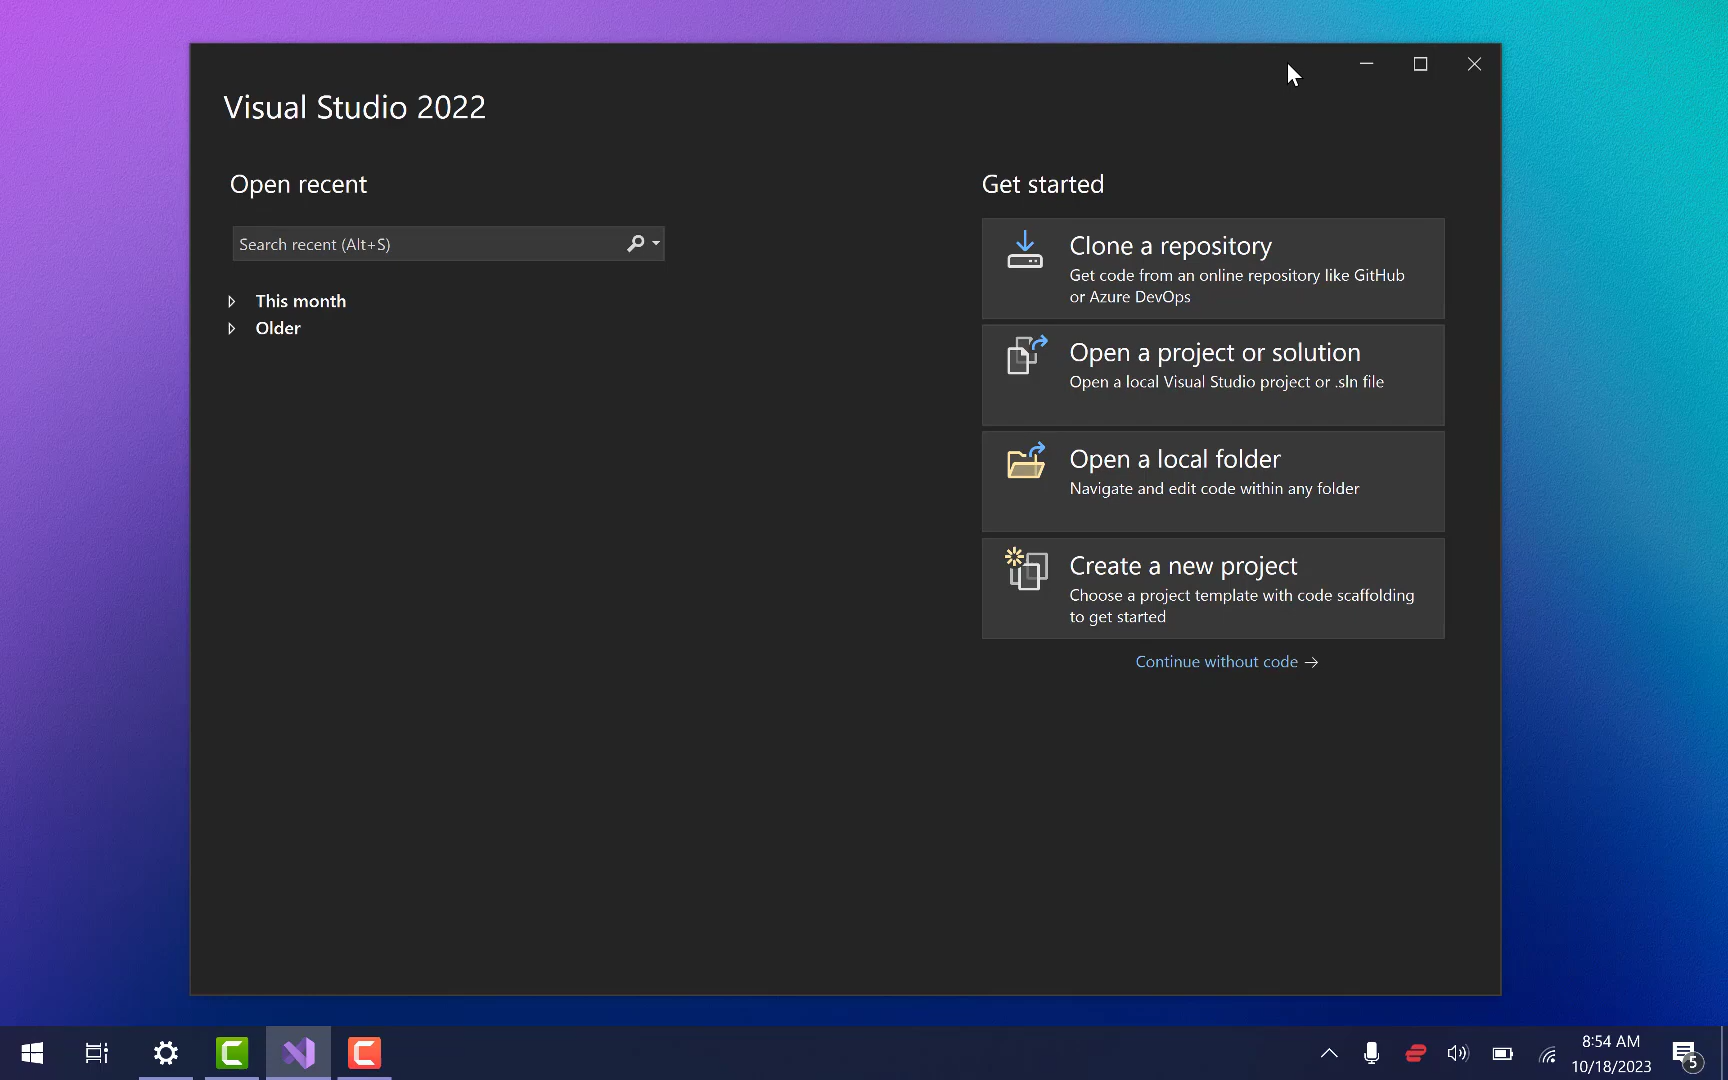 Visual Studio 2022
Open recent
Search recent (Alt+S)
This month
Older
Get started
Clone a repository
Get code from an online repository like GitHub
or Azure DevOps
Open a project or solution
Open a local Visual Studio project or .sln file
Open a local folder
Navigate and edit code within any folder
Create a new project
Choose a project template with code scaffolding
to get started
Continue without code →
8:54 AM
10/18/2023
5